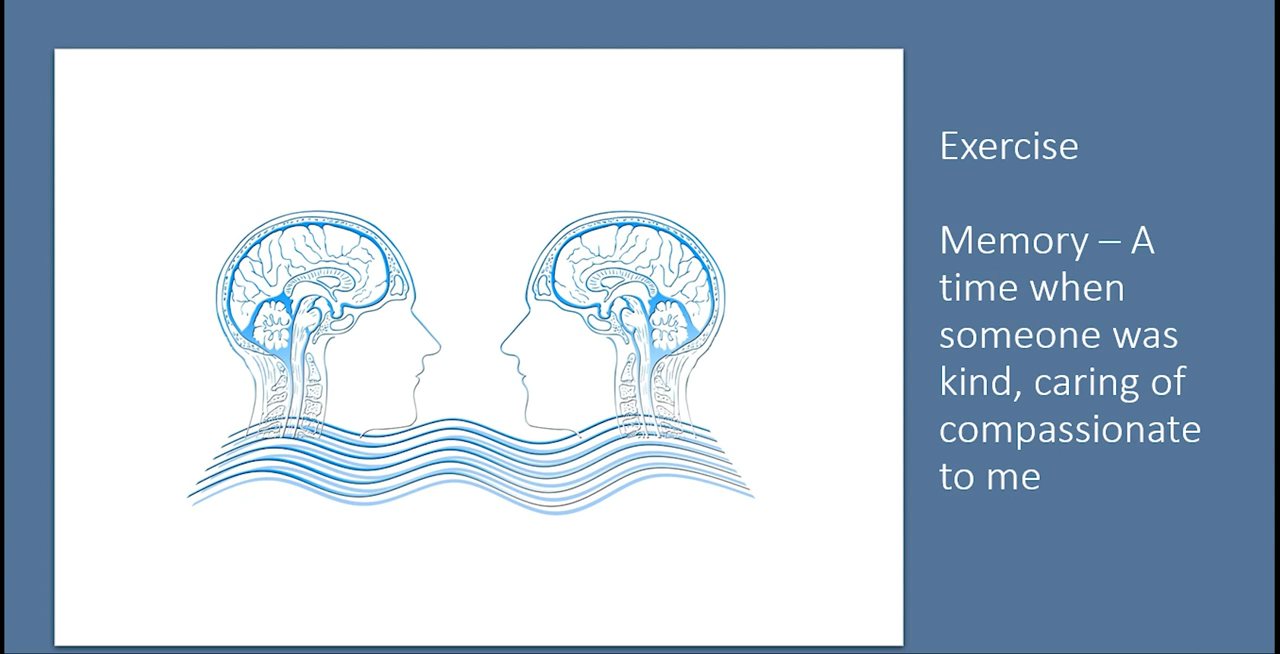 Exercise
Memory – A
time when
someone was
kind, caring of
compassionate
to me